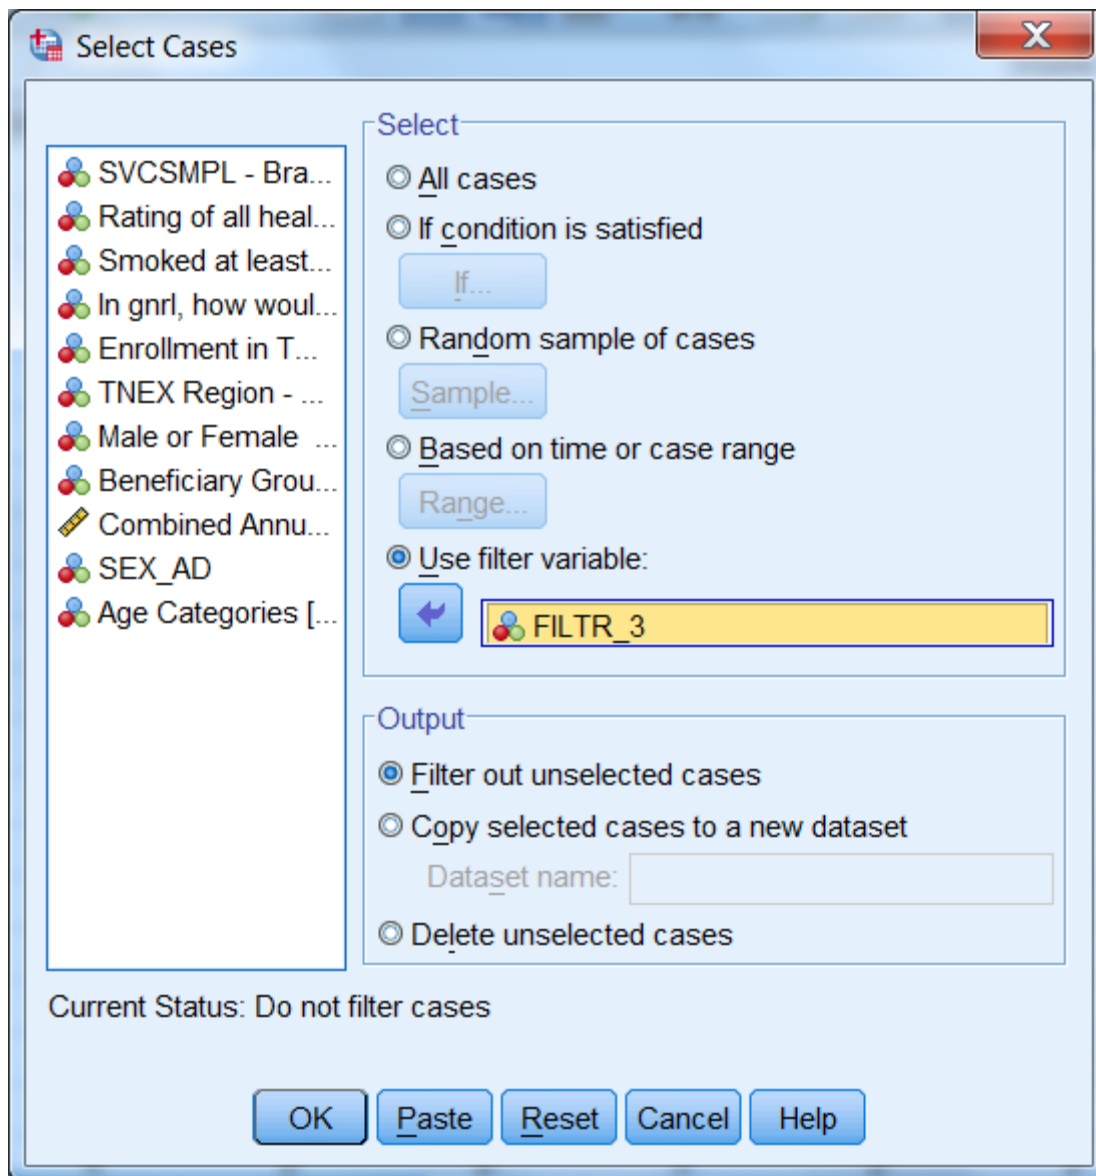 Select Cases
SVCSMPL - Bra...
Rating of all heal...
Smoked at least...
In gnrl, how woul...
Enrollment in T...
TNEX Region - ...
Male or Female ...
Beneficiary Grou...
Combined Annu...
SEX_AD
Age Categories [...
Select
All cases
If condition is satisfied
If...
Random sample of cases
Sample...
Based on time or case range
Range...
Use filter variable:
FILTR_3
Output
Filter out unselected cases
Copy selected cases to a new dataset
Dataset name:
Delete unselected cases
Current Status: Do not filter cases
OK Paste Reset Cancel Help